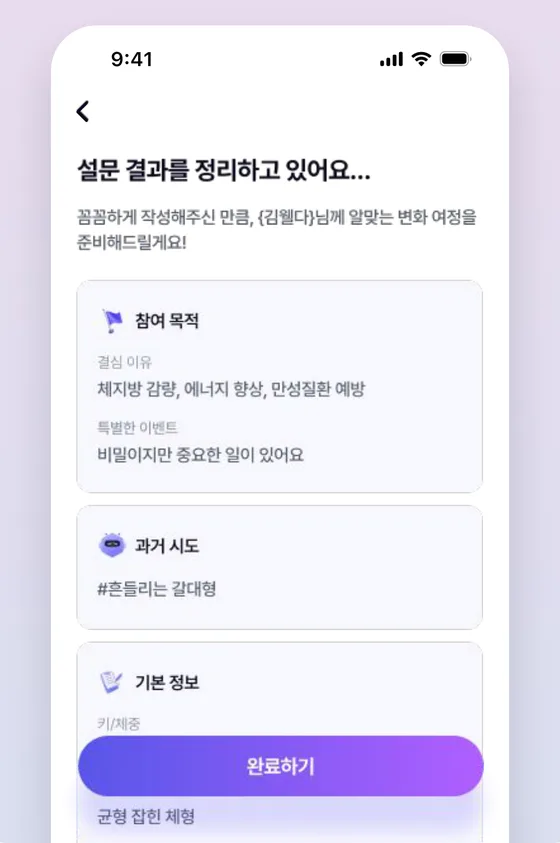 9:41
설문 결과를 정리하고 있어요...
꼼꼼하게 작성해주신 만큼, {김웰다}님께 알맞는 변화 여정을
준비해드릴게요!
참여 목적
결심 이유
체지방 감량, 에너지 향상, 만성질환 예방
특별한 이벤트
비밀이지만 중요한 일이 있어요
과거 시도
#흔들리는 갈대형
기본 정보
키/체중
완료하기
균형 잡힌 체형